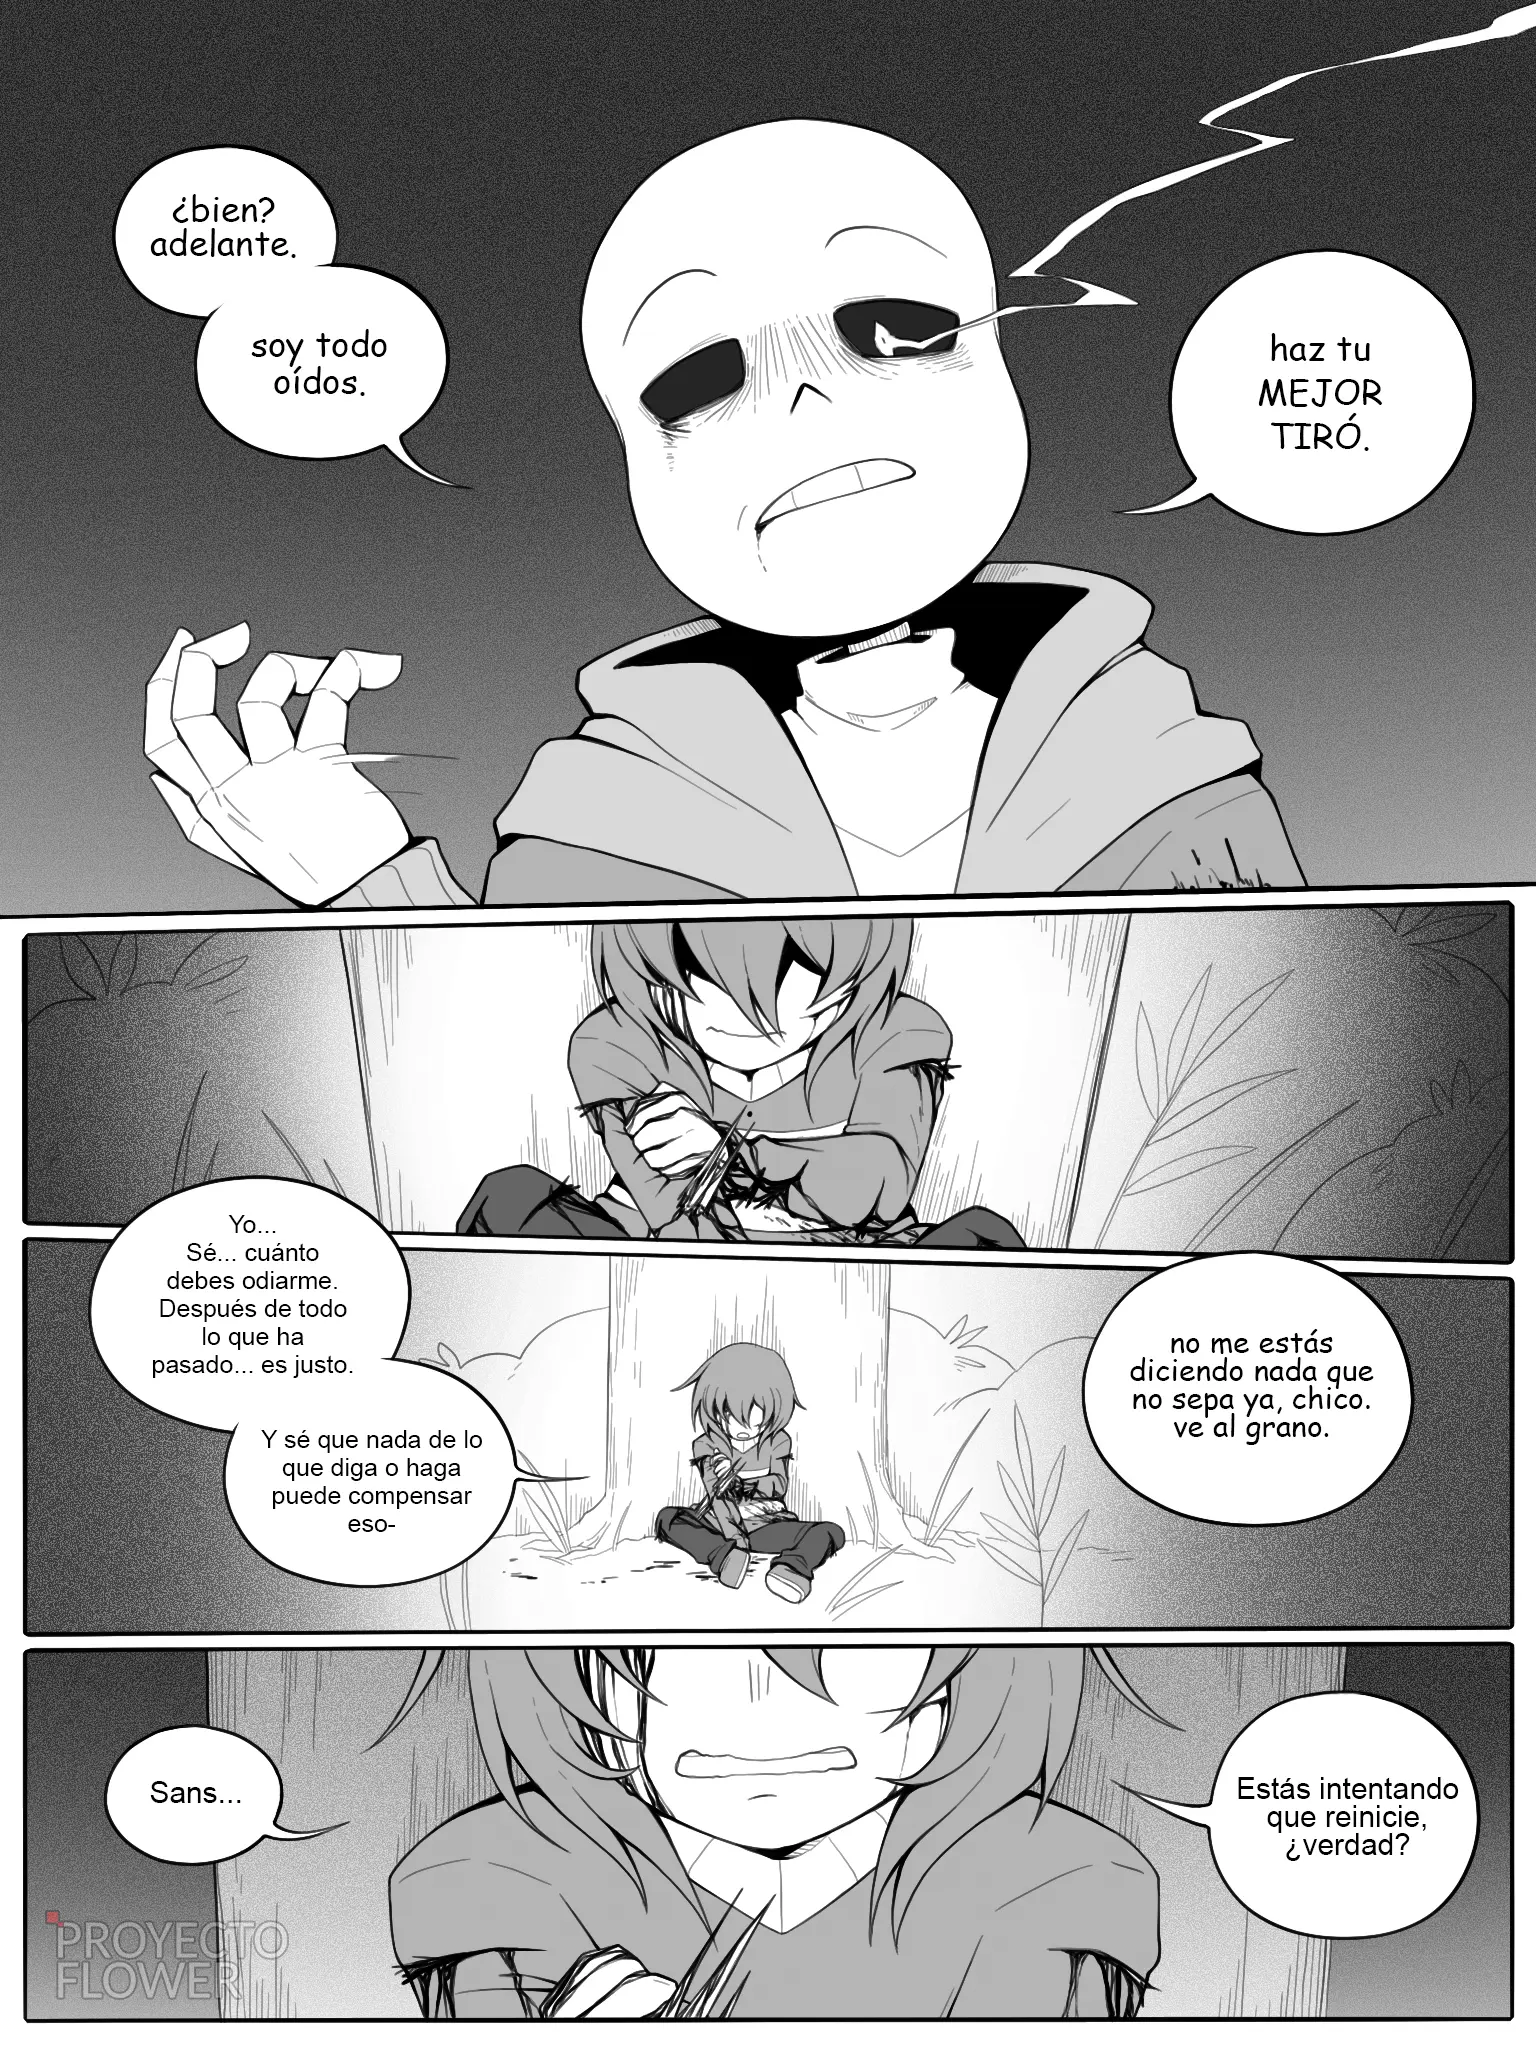 ¿bien?
adelante.
soy todo
oídos.
haz tu
MEJOR
TIRÓ.
Yo...
Sé... cuánto
debes odiarme.
Después de todo
lo que ha
pasado... es justo.
Y sé que nada de lo
que diga o haga
puede compensar
eso-
no me estás
diciendo nada que
no sepa ya, chico.
ve al grano.
Sans...
Estás intentando
que reinicie,
¿verdad?
PROYECTO
FLOWER